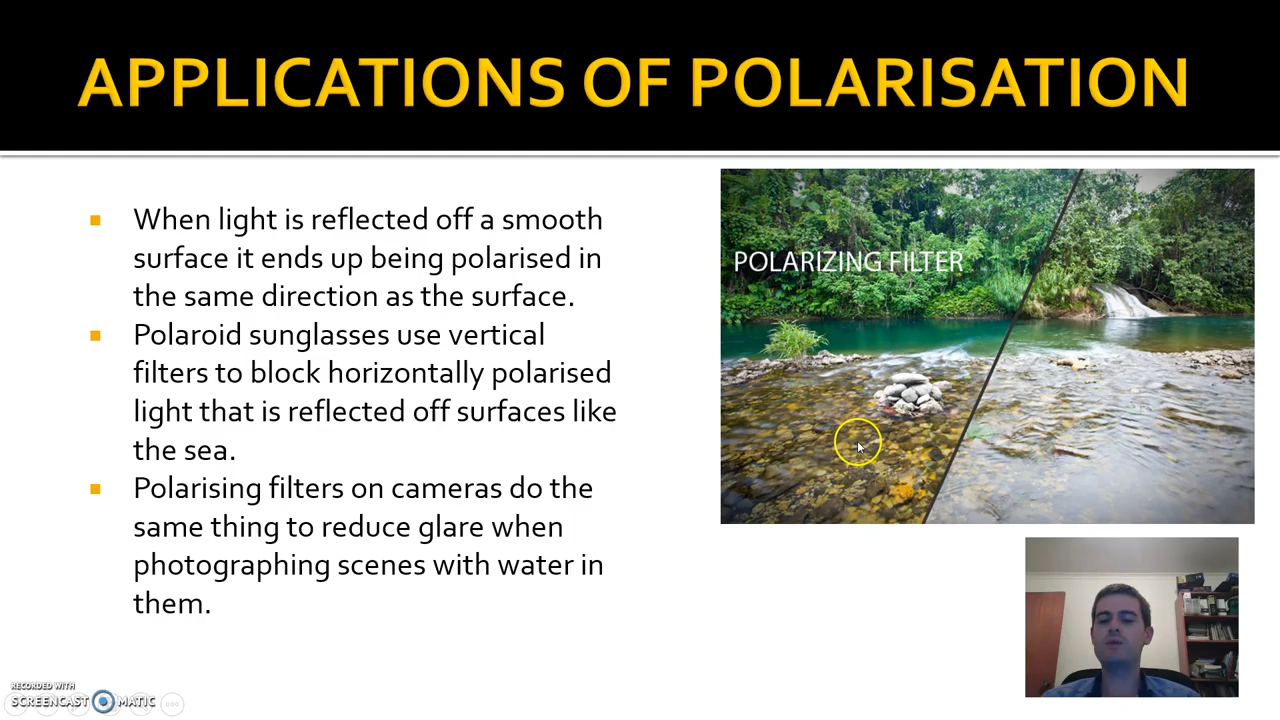 APPLICATIONS OF POLARISATION
When light is reflected off a smooth
surface it ends up being polarised in
the same direction as the surface.
Polaroid sunglasses use vertical
filters to block horizontally polarised
light that is reflected off surfaces like
the sea.
Polarising filters on cameras do the
same thing to reduce glare when
photographing scenes with water in
them.
POLARIZING FILTER
RECORDED WITH
SCREENCAST MATIC